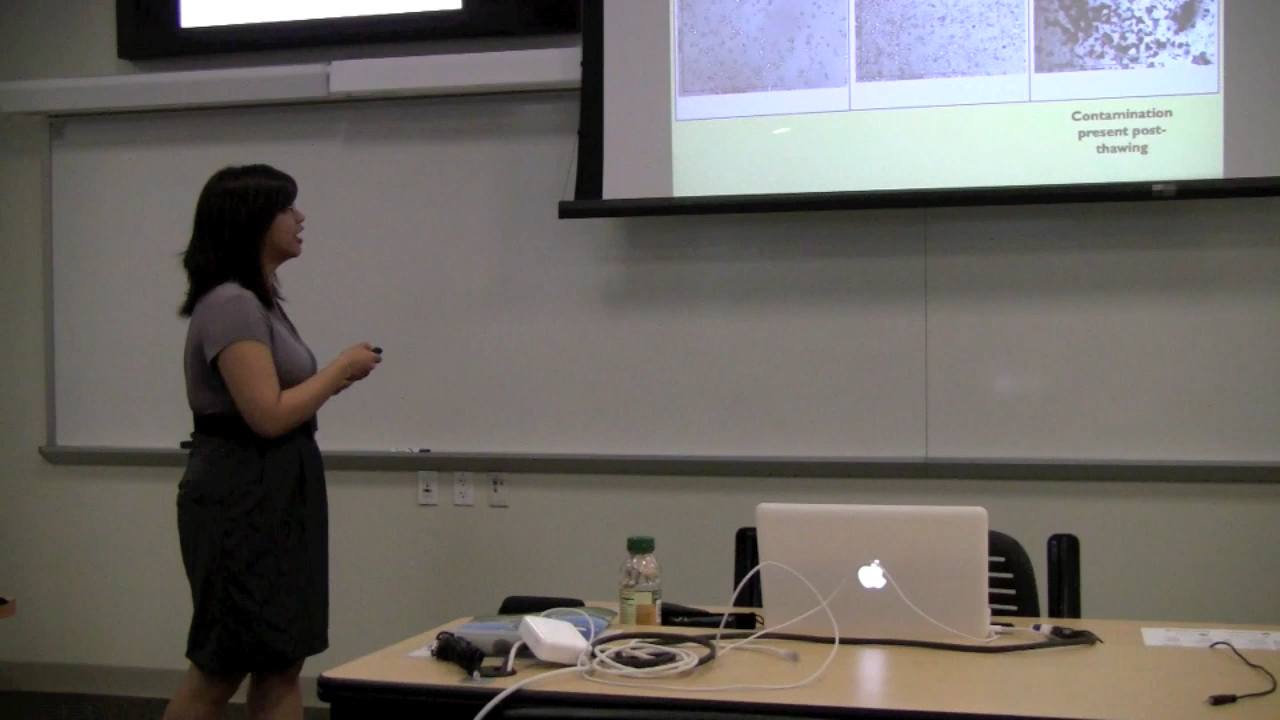 Contamination
present post-
thawing